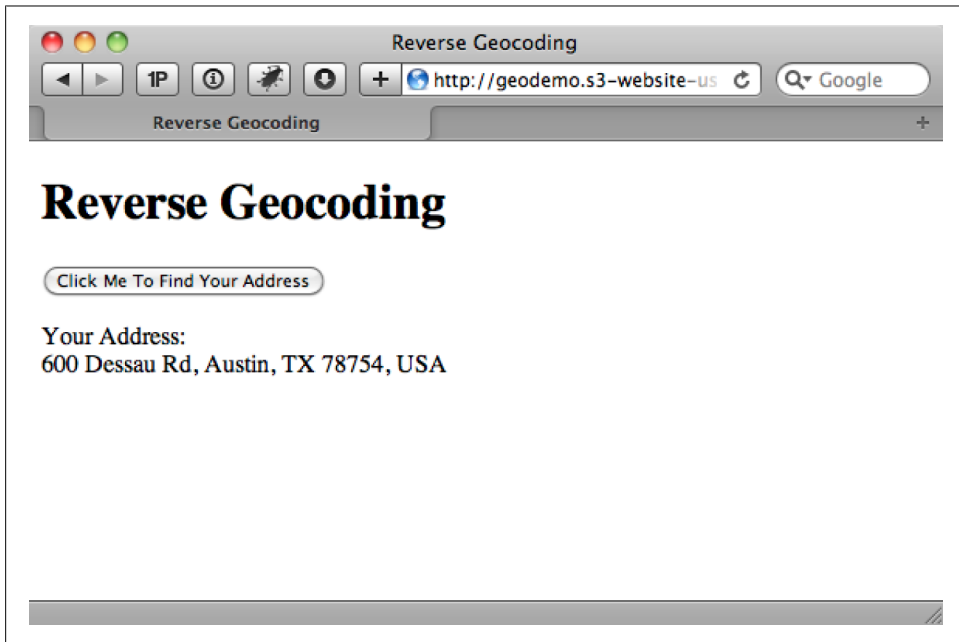 Reverse Geocoding
1P
http://geodemo.s3-website-us
Google
Reverse Geocoding
Reverse Geocoding
Click Me To Find Your Address
Your Address:
600 Dessau Rd, Austin, TX 78754, USA